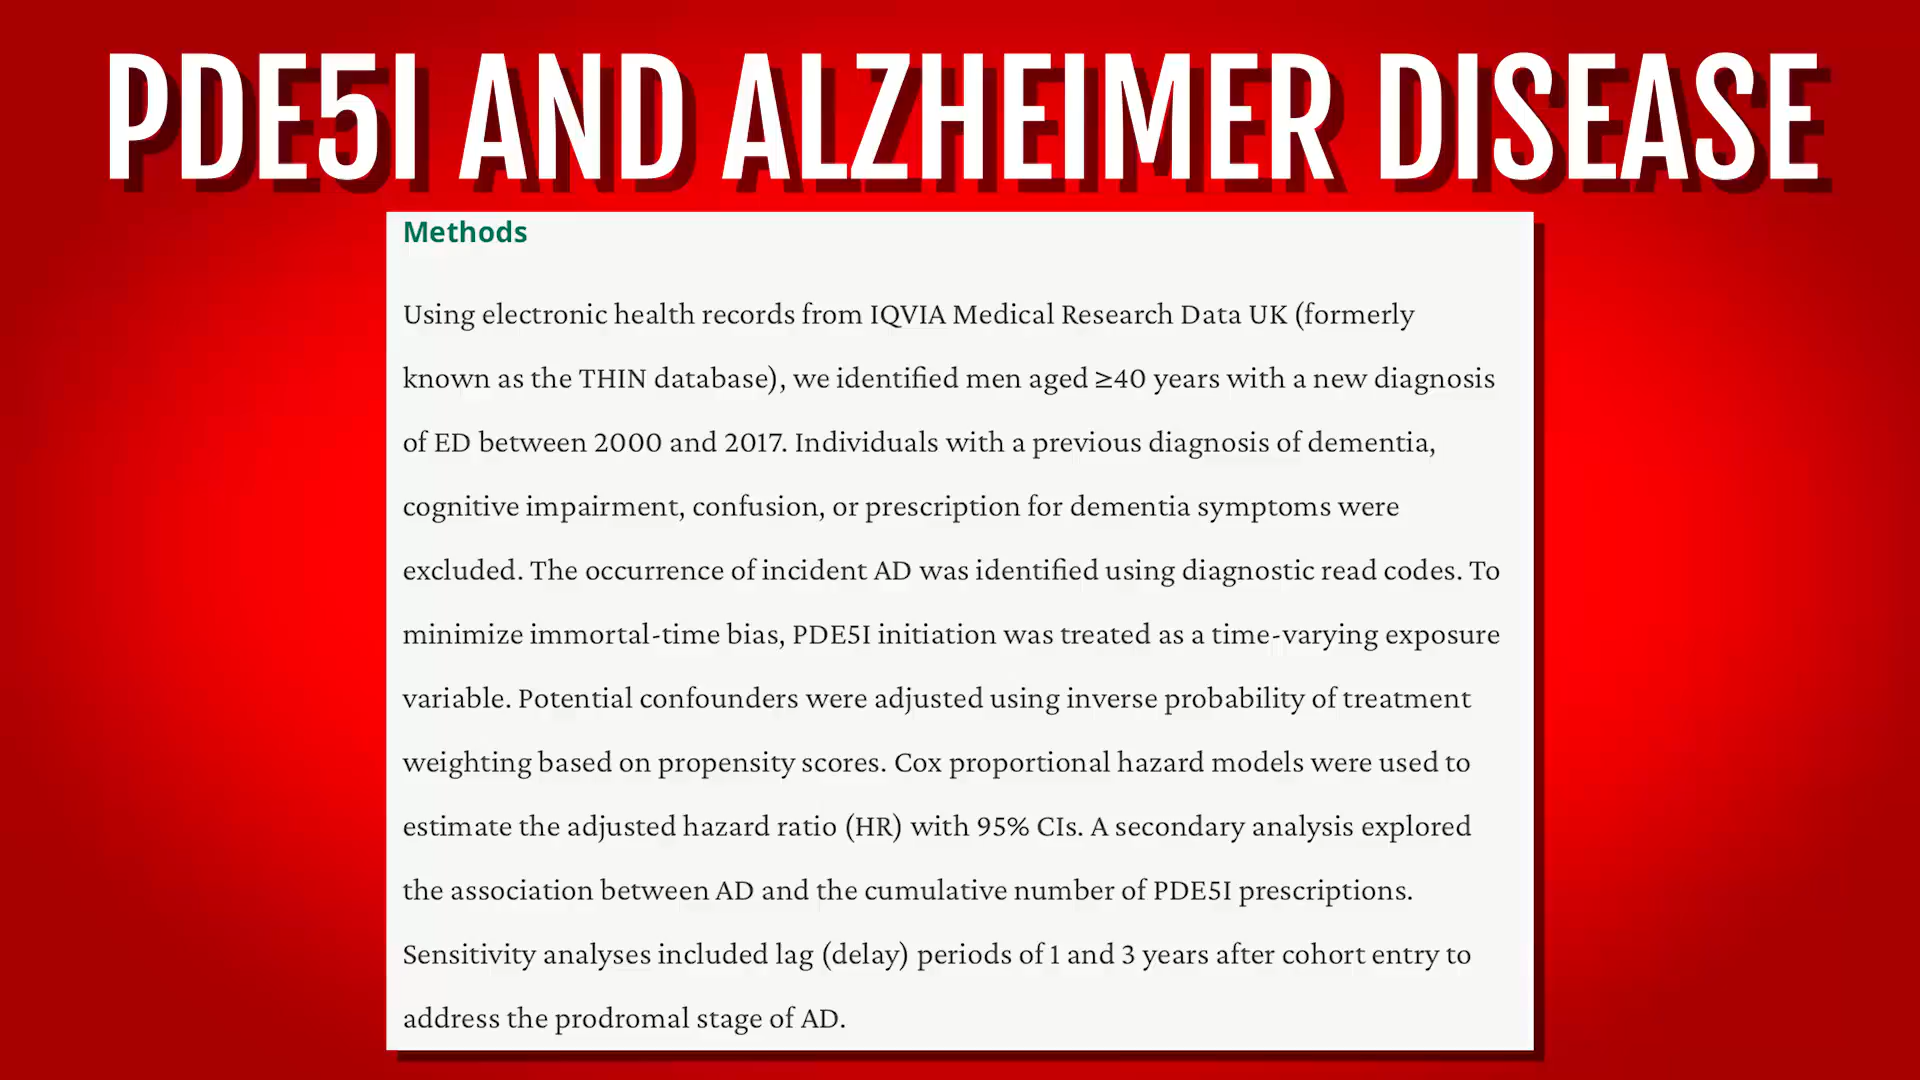 PDE5I AND ALZHEIMER DISEASE
Methods
Using electronic health records from IQVIA Medical Research Data UK (formerly
known as the THIN database), we identified men aged ≥40 years with a new diagnosis
of ED between 2000 and 2017. Individuals with a previous diagnosis of dementia,
cognitive impairment, confusion, or prescription for dementia symptoms were
excluded. The occurrence of incident AD was identified using diagnostic read codes. To
minimize immortal-time bias, PDE5I initiation was treated as a time-varying exposure
variable. Potential confounders were adjusted using inverse probability of treatment
weighting based on propensity scores. Cox proportional hazard models were used to
estimate the adjusted hazard ratio (HR) with 95% CIs. A secondary analysis explored
the association between AD and the cumulative number of PDE5I prescriptions.
Sensitivity analyses included lag (delay) periods of 1 and 3 years after cohort entry to
address the prodromal stage of AD.